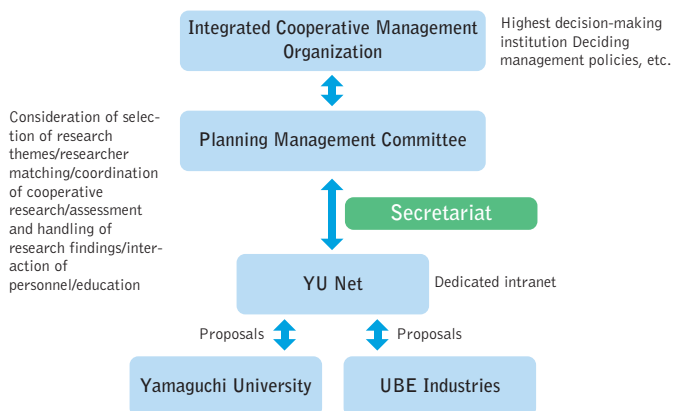 Integrated Cooperative Management
Organization
Highest decision-making
institution Deciding
management policies, etc.
Consideration of selec-
tion of research
themes/researcher
matching/coordination
of cooperative
research/assessment
and handling of
research findings/inter-
action of
personnel/education
Planning Management Committee
Secretariat
YU Net
Dedicated intranet
Proposals
Proposals
Yamaguchi University
UBE Industries